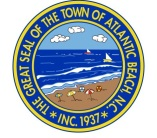 THE GREAT SEAL OF THE TOWN OF ATLANTIC BEACH, N.C.
* INC. 1937 *